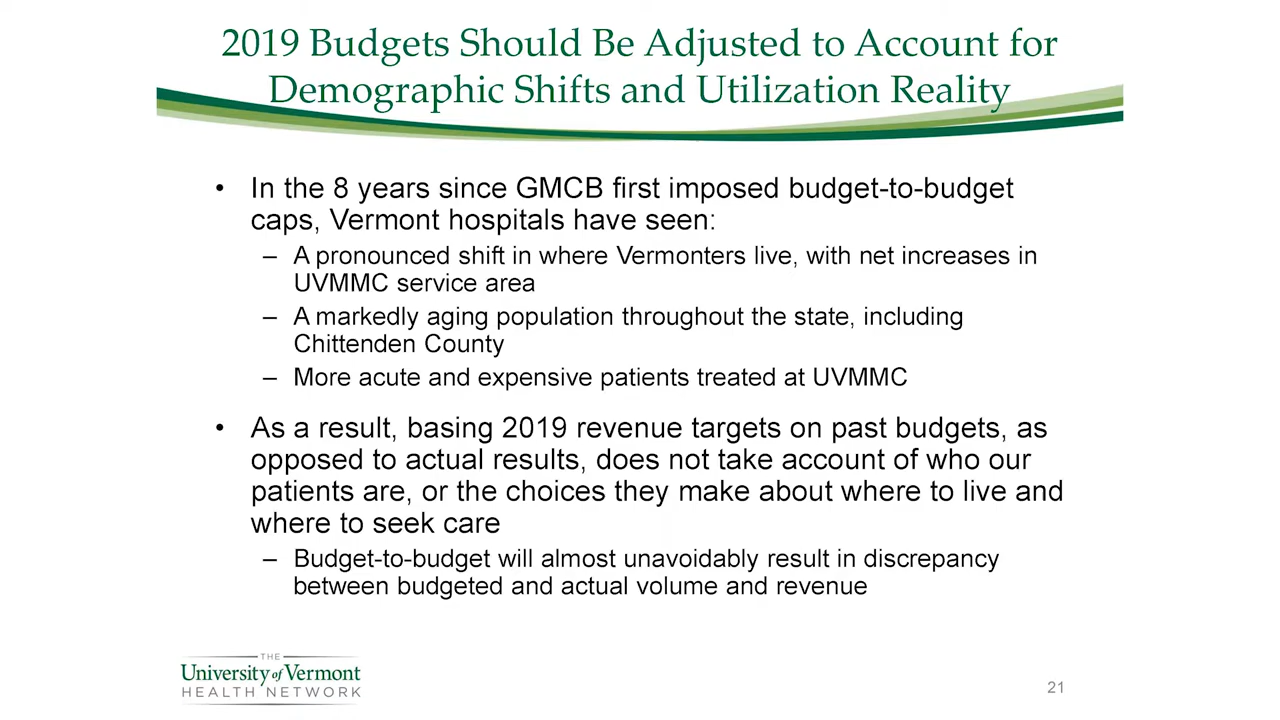 2019 Budgets Should Be Adjusted to Account for
Demographic Shifts and Utilization Reality
• In the 8 years since GMCB first imposed budget-to-budget
caps, Vermont hospitals have seen:
– A pronounced shift in where Vermonters live, with net increases in
UVMMC service area
– A markedly aging population throughout the state, including
Chittenden County
– More acute and expensive patients treated at UVMMC
• As a result, basing 2019 revenue targets on past budgets, as
opposed to actual results, does not take account of who our
patients are, or the choices they make about where to live and
where to seek care
– Budget-to-budget will almost unavoidably result in discrepancy
between budgeted and actual volume and revenue
THE
University of Vermont
HEALTH NETWORK
21